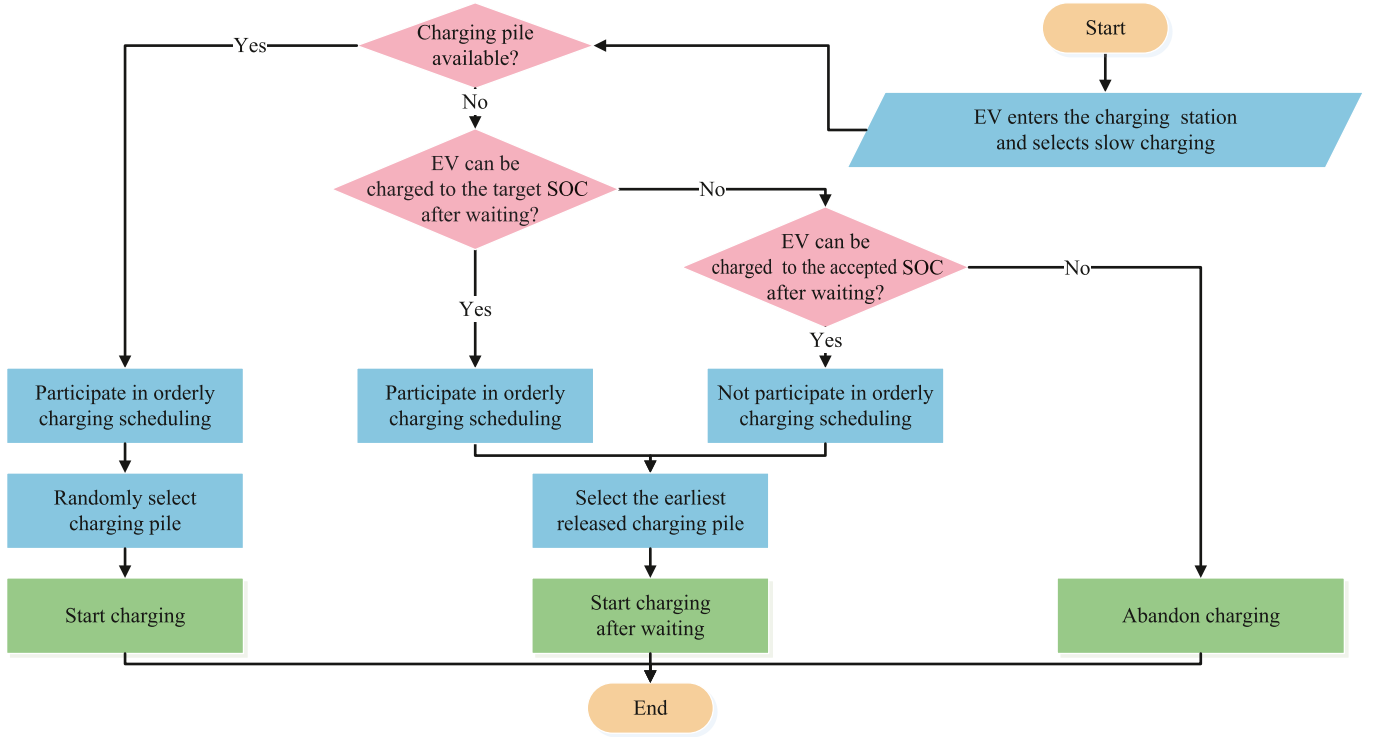 Start
EV enters the charging station
and selects slow charging
Charging pile
available?
Yes
No
EV can be
charged to the target SOC
after waiting?
No
Yes
EV can be
charged to the accepted SOC
after waiting?
No
Yes
Participate in orderly
charging scheduling
Participate in orderly
charging scheduling
Not participate in orderly
charging scheduling
Randomly select
charging pile
Select the earliest
released charging pile
Start charging
Start charging
after waiting
Abandon charging
End